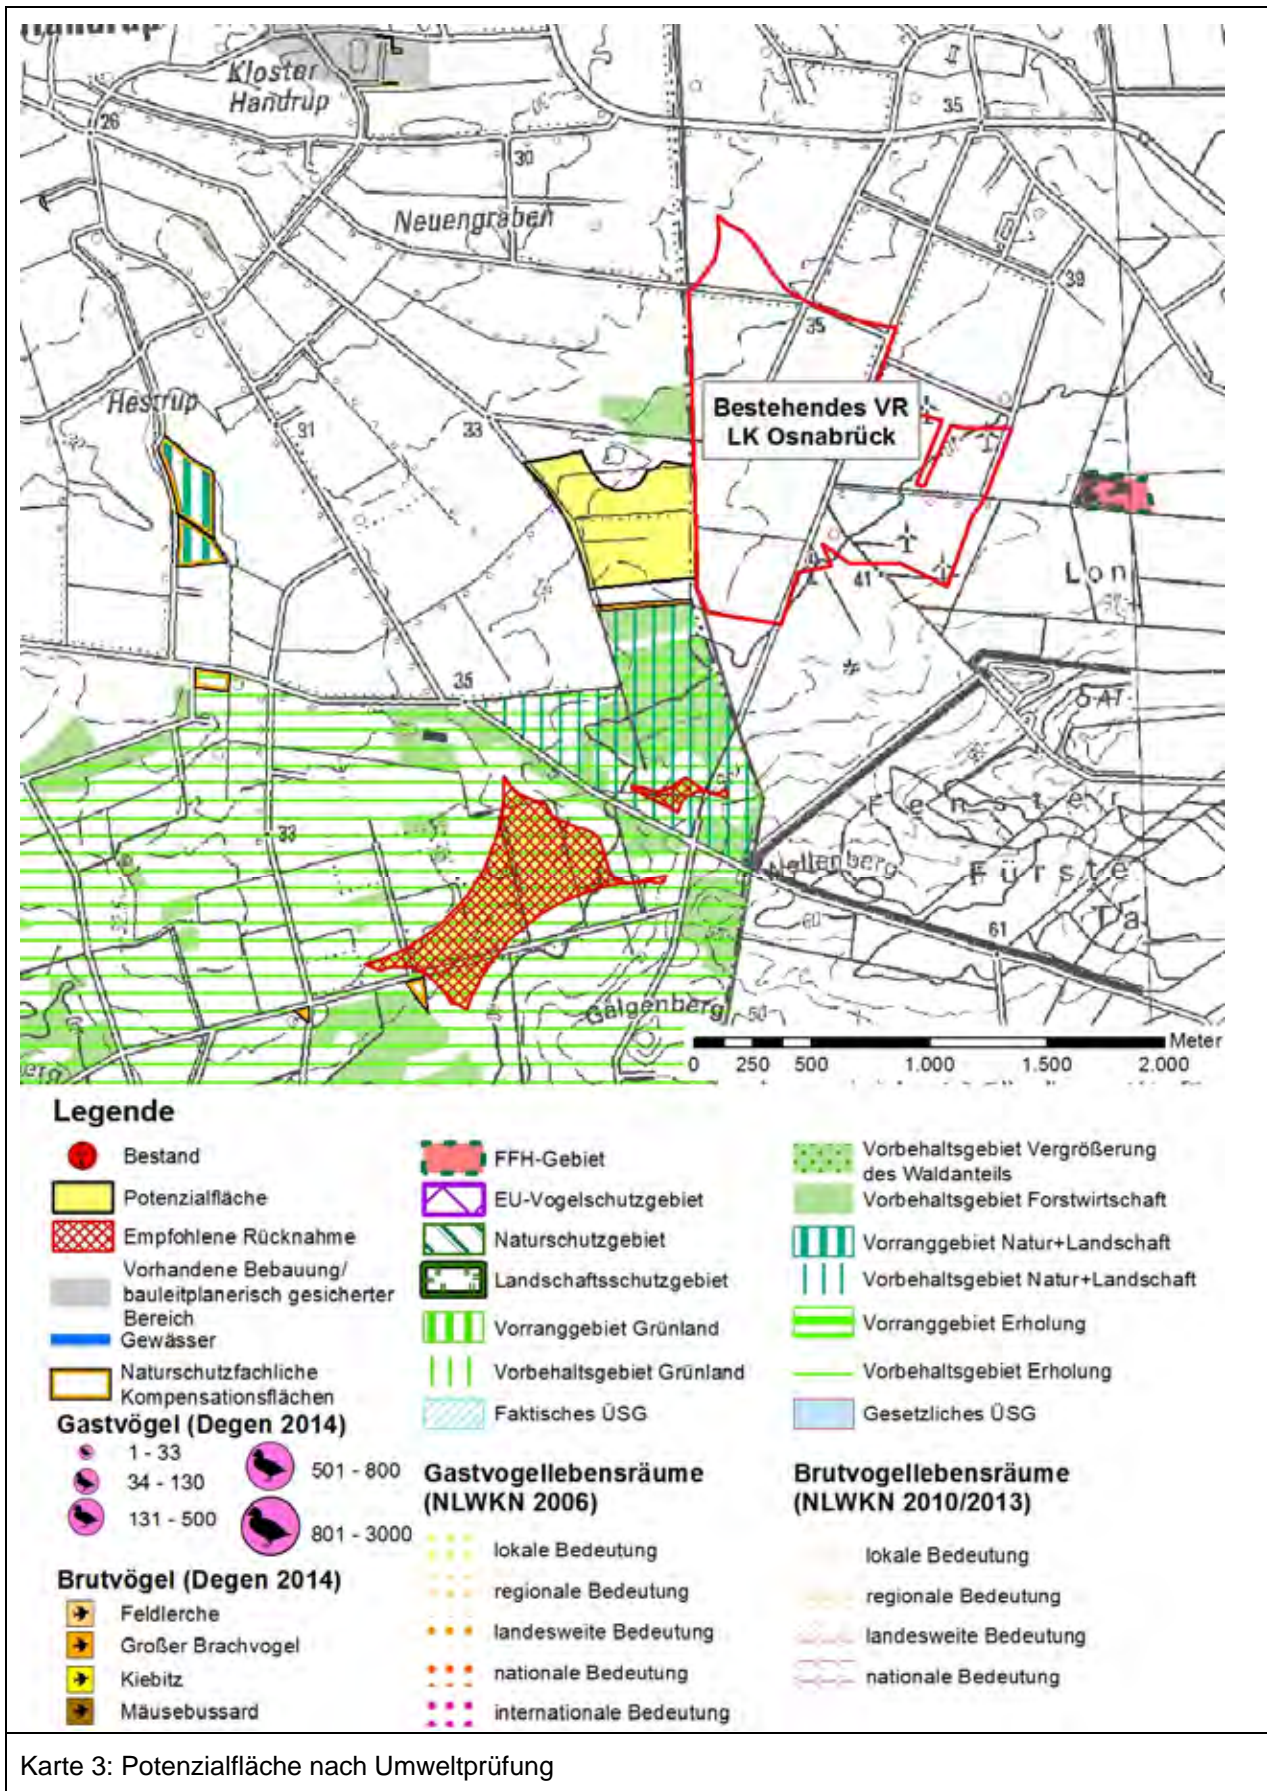 Kloster
Handrup
26
30
35
Neuengraben
39
35
Hestrup
31
33
Bestehendes VR
LK Osnabrück
41
Lon
35
33
Fenster
Fürste
Ta
Nellenberg
60
61
Galgenberg
50
Meter
0 250 500 1.000 1.500 2.000
Legende
Bestand
Potenzialfläche
Empfohlene Rücknahme
Vorhandene Bebauung/
bauleitplanerisch gesicherter
Bereich
Gewässer
Naturschutzfachliche
Kompensationsflächen
Gastvögel (Degen 2014)
1 - 33
34 - 130
131 - 500
501 - 800
801 - 3000
Brutvögel (Degen 2014)
Feldlerche
Großer Brachvogel
Kiebitz
Mäusebussard
FFH-Gebiet
EU-Vogelschutzgebiet
Naturschutzgebiet
Landschaftsschutzgebiet
Vorranggebiet Grünland
Vorbehaltsgebiet Grünland
Faktisches ÜSG
Gastvogellebensräume
(NLWKN 2006)
lokale Bedeutung
regionale Bedeutung
landesweite Bedeutung
nationale Bedeutung
internationale Bedeutung
Vorbehaltsgebiet Vergrößerung
des Waldanteils
Vorbehaltsgebiet Forstwirtschaft
Vorranggebiet Natur+Landschaft
Vorbehaltsgebiet Natur+Landschaft
Vorranggebiet Erholung
Vorbehaltsgebiet Erholung
Gesetzliches ÜSG
Brutvogellebensräume
(NLWKN 2010/2013)
lokale Bedeutung
regionale Bedeutung
landesweite Bedeutung
nationale Bedeutung
Karte 3: Potenzialfläche nach Umweltprüfung